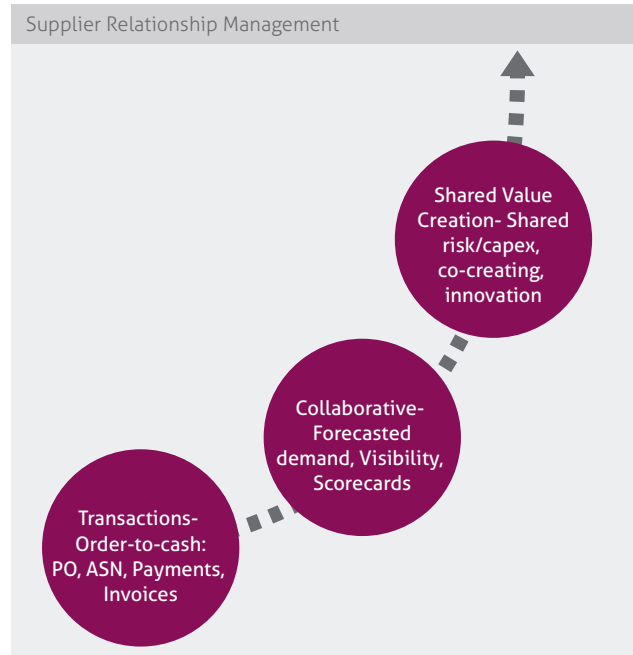 Supplier Relationship Management
Shared Value
Creation- Shared
risk/capex,
co-creating,
innovation
Collaborative-
Forecasted
demand, Visibility,
Scorecards
Transactions-
Order-to-cash:
PO, ASN, Payments,
Invoices